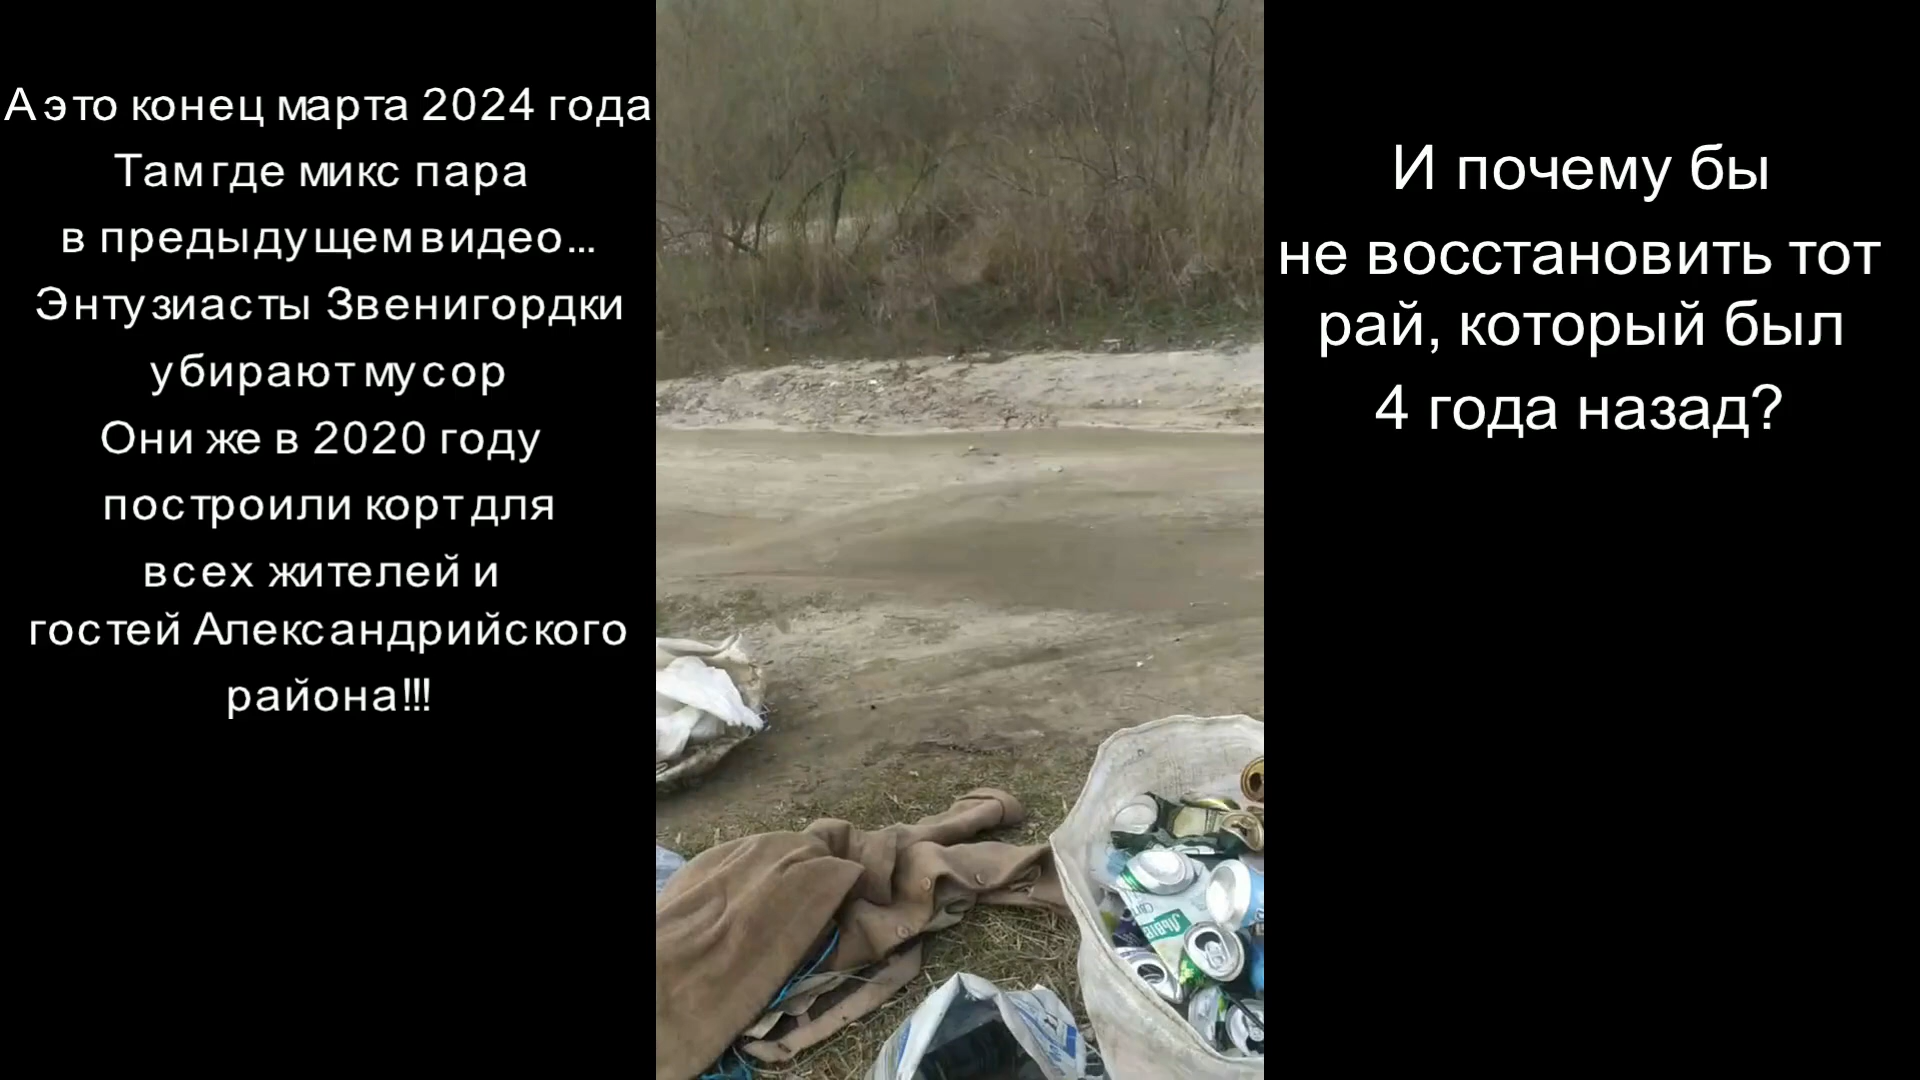 А это конец марта 2024 года
Там где микс пара
в предыдущем видео...
Энтузиасты Звенигордки
убирают мусор
Они же в 2020 году
построили корт для
всех жителей и
гостей Александрийского
района!!!
И почему бы
не восстановить тот
рай, который был
4 года назад?